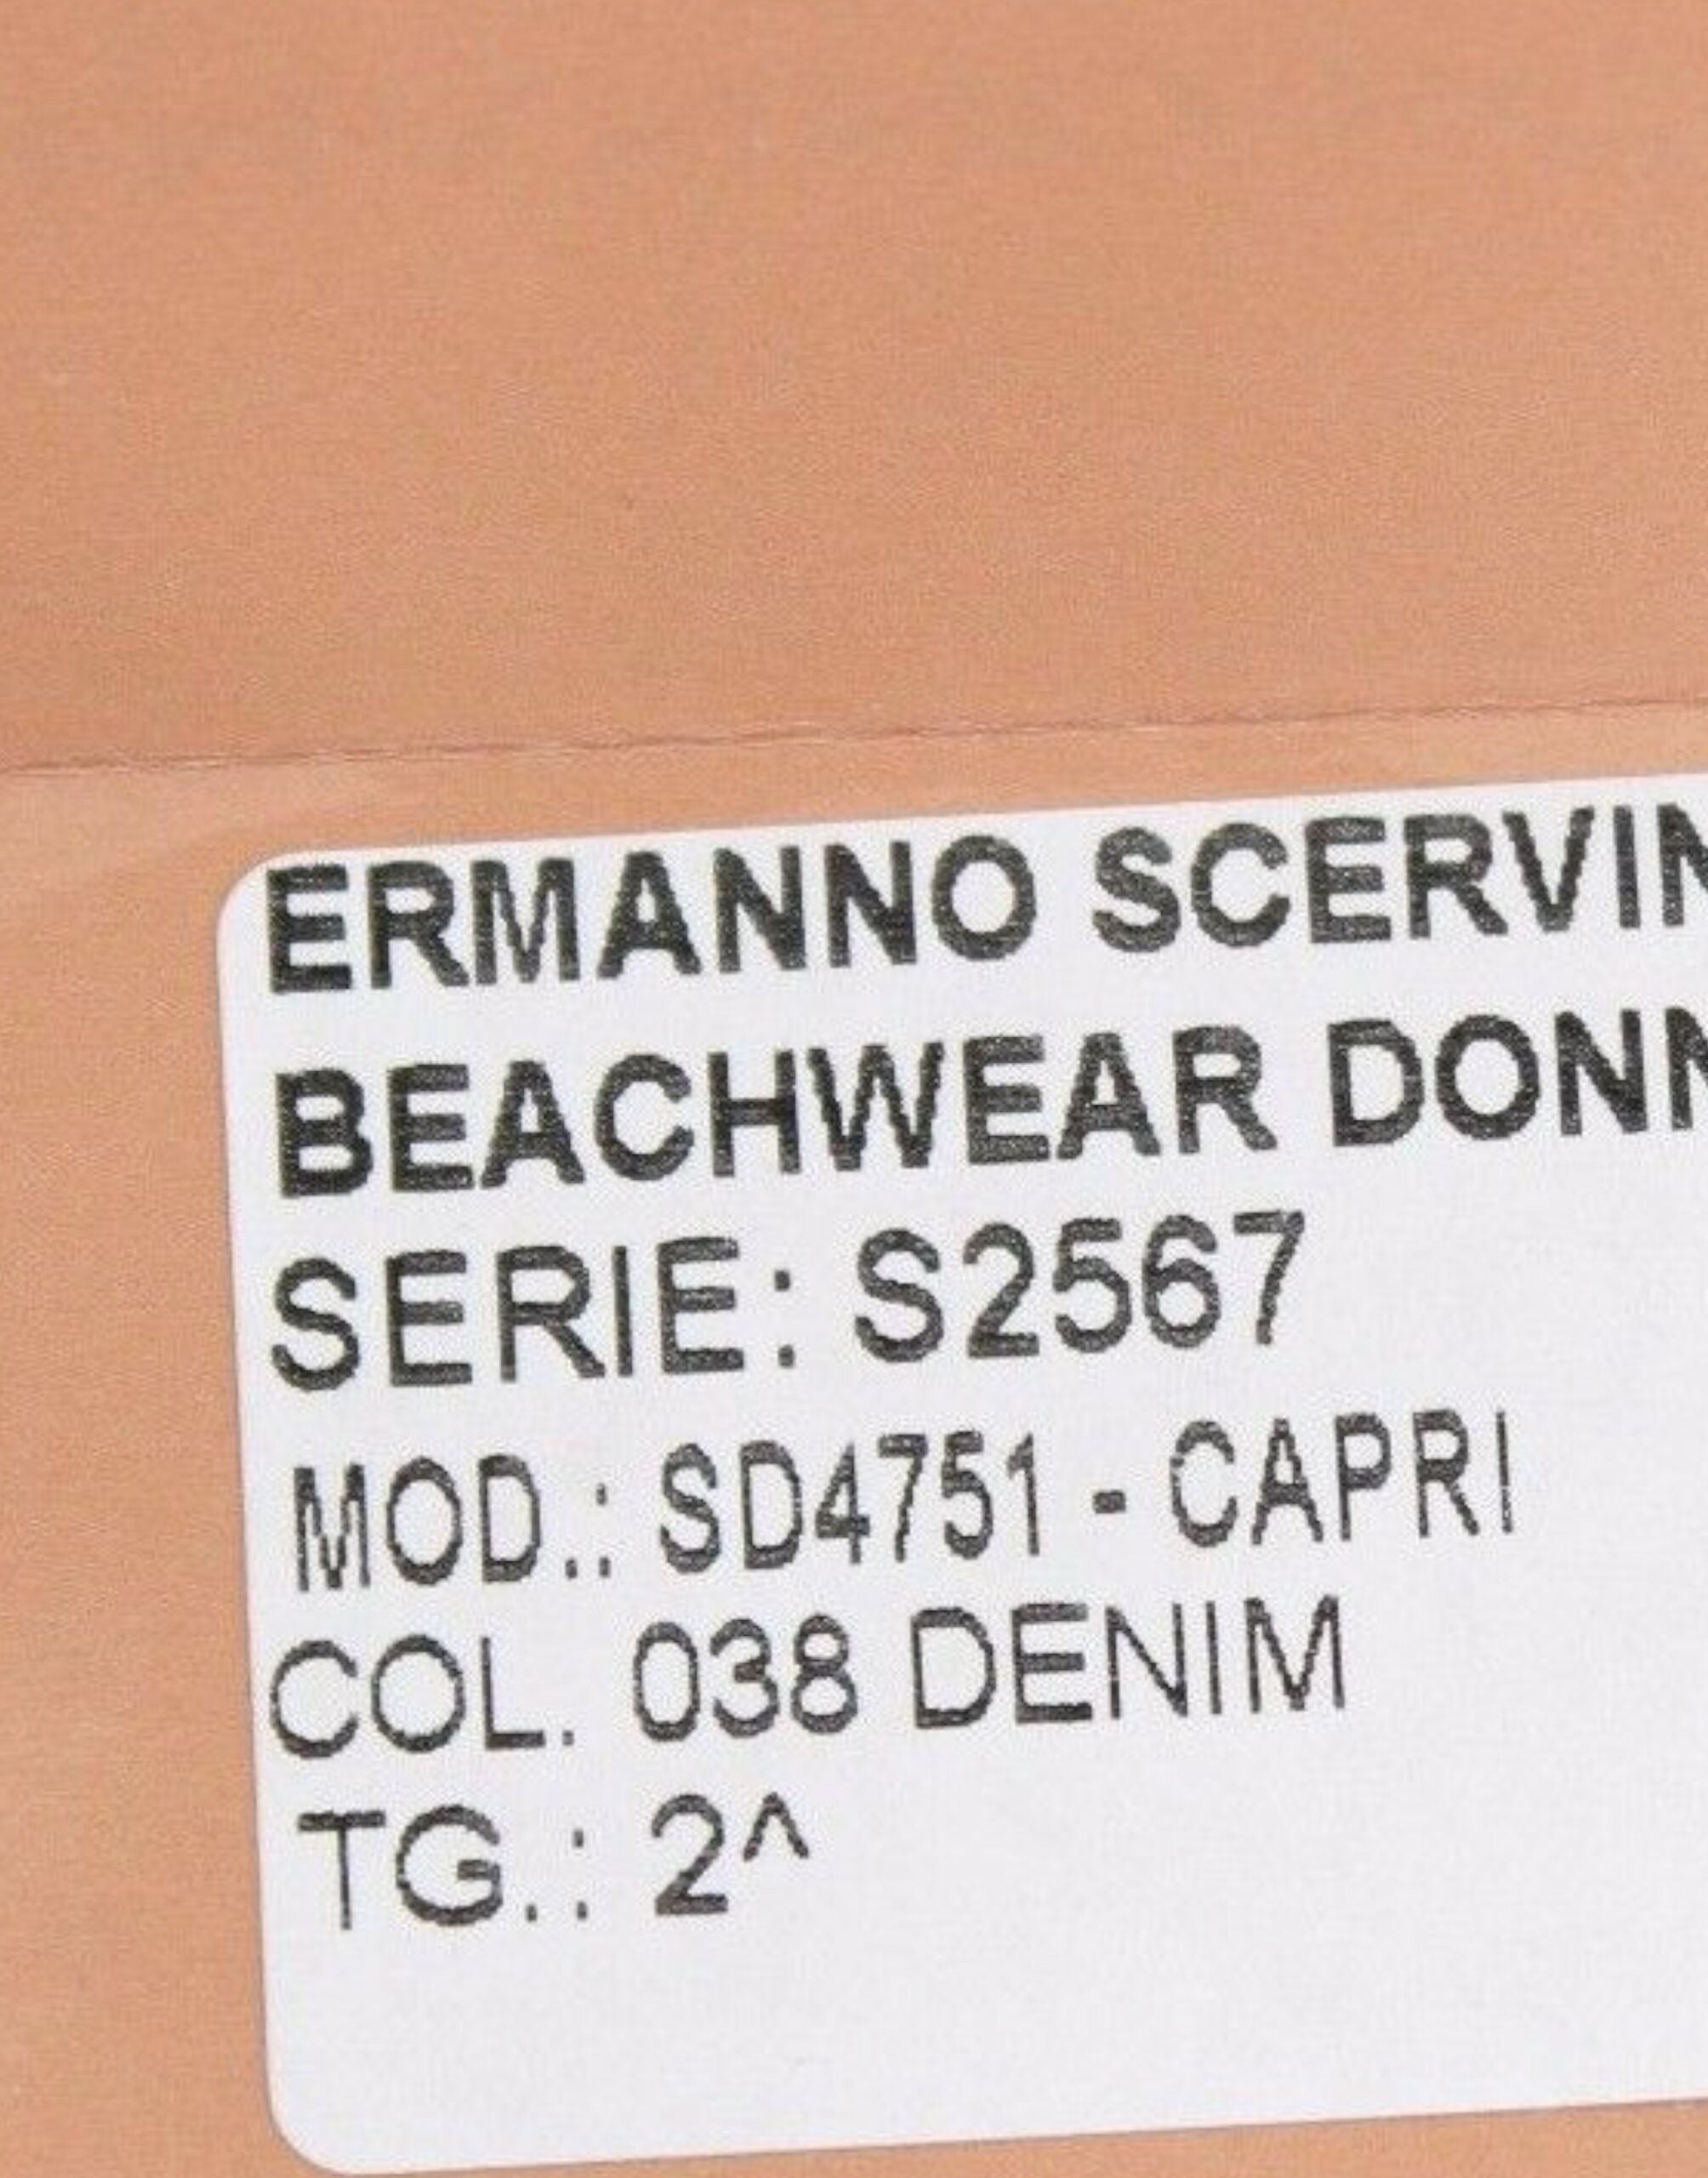 ERMANNO SCERVIN
BEACHWEAR DONN
SERIE: S2567
MOD.: SD4751 - CAPRI
COL. 038 DENIM
TG.: 2^